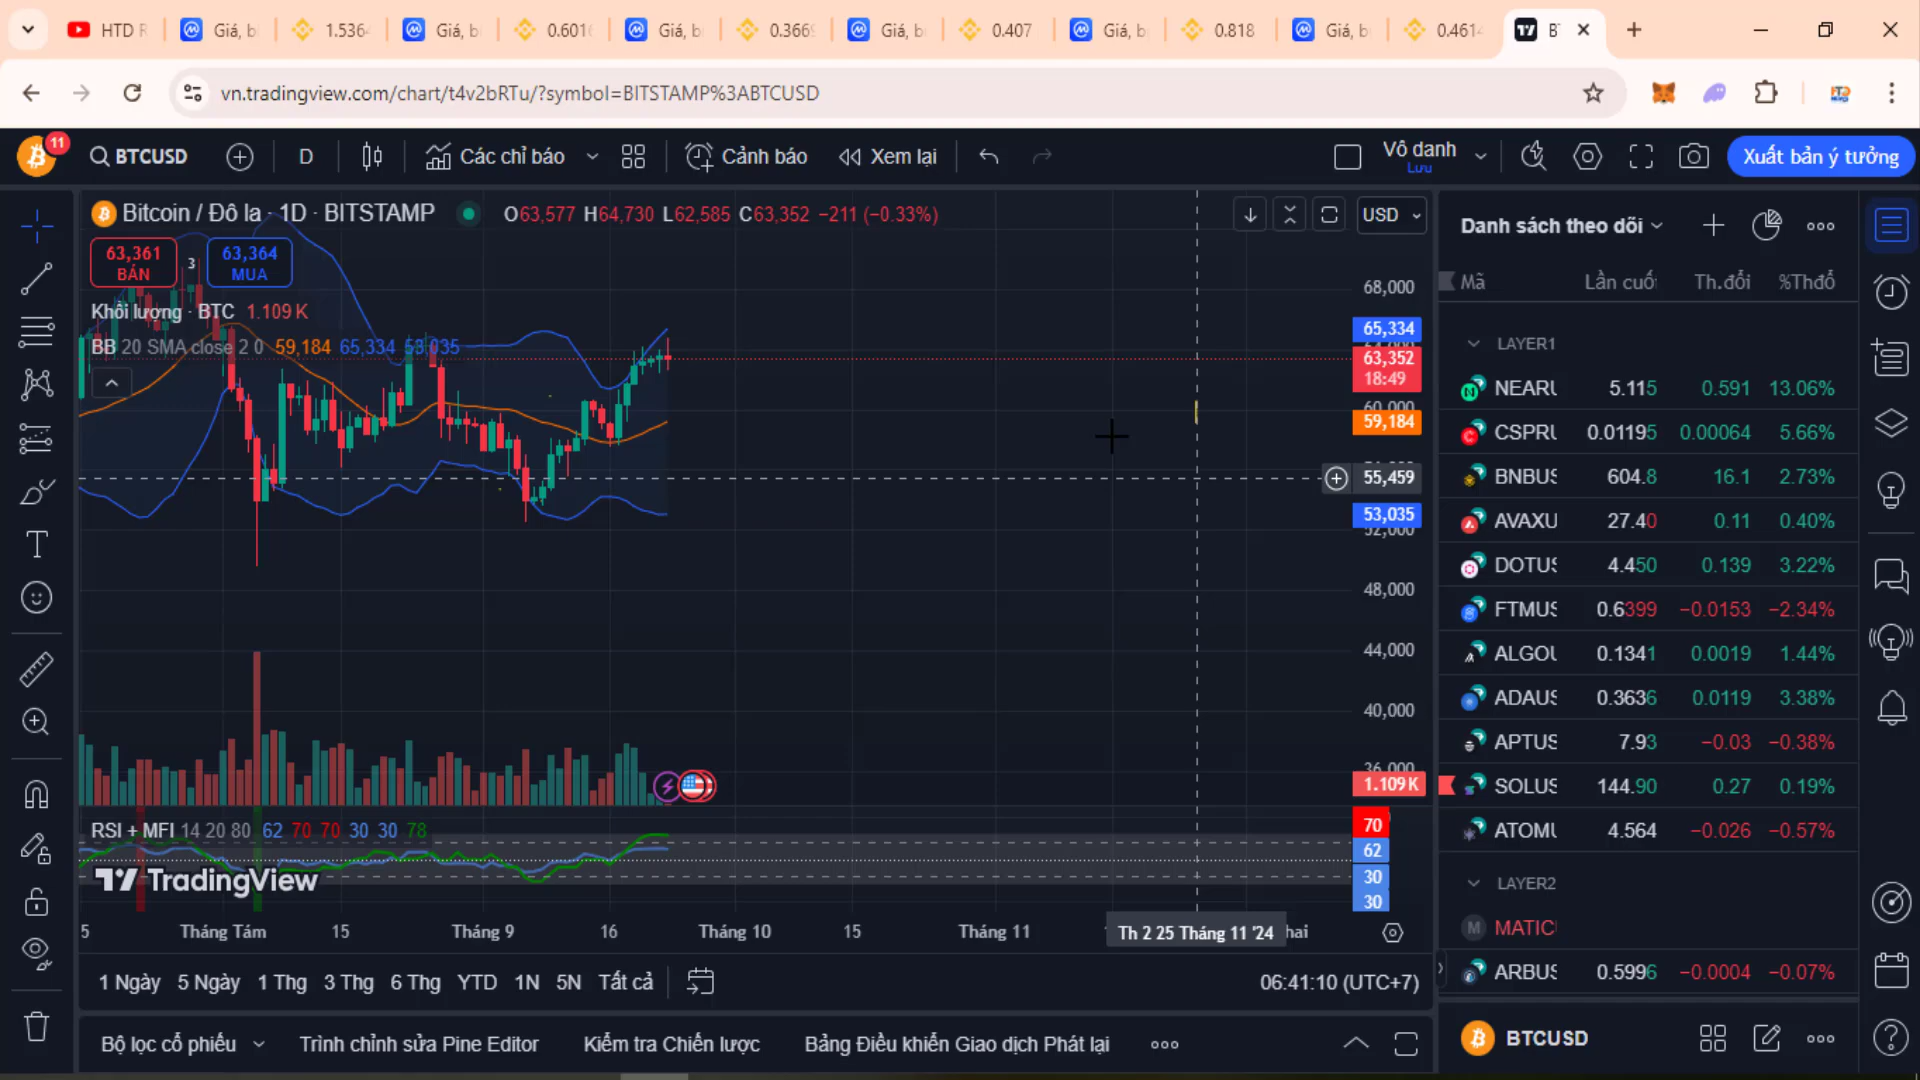 HTD R
Giá, b
1.536
Giá, b
0.601
Giá, b
0.366
Giá, b
0.407
Giá, b
0.818
Giá, b
0.461
vn.tradingview.com/chart/t4v2bRTu/?symbol=BITSTAMP%3ABTCUSD
11
BTCUSD
D
Các chỉ báo
Cảnh báo
Xem lại
Vô danh
Lưu
Xuất bản ý tưởng
Bitcoin / Đô la · 1D · BITSTAMP
O63,577 H64,730 L62,585 C63,352 −211 (−0.33%)
USD
63,361
BÁN
3
63,364
MUA
Khối lượng · BTC 1.109 K
BB 20 SMA close 2 0 59,184 65,334 53,035
68,000
65,334
63,352
18:49
60,000
59,184
55,459
53,035
52,000
48,000
44,000
40,000
36,000
1.109 K
RSI + MFI 14 20 80 62 70 70 30 30 78
70
62
30
30
TradingView
5
Tháng Tám
15
Tháng 9
16
Tháng 10
15
Tháng 11
Th 2 25 Tháng 11 '24
hai
1 Ngày 5 Ngày 1 Thg 3 Thg 6 Thg YTD 1N 5N Tất cả
06:41:10 (UTC+7)
Bộ lọc cổ phiếu
Trình chỉnh sửa Pine Editor
Kiểm tra Chiến lược
Bảng Điều khiển Giao dịch Phát lại
Danh sách theo dõi
Mã Lần cuối Th.đổi %Thđổ
LAYER1
NEARU 5.115 0.591 13.06%
CSPRU 0.01195 0.00064 5.66%
BNBUS 604.8 16.1 2.73%
AVAXU 27.40 0.11 0.40%
DOTUS 4.450 0.139 3.22%
FTMUS 0.6399 −0.0153 −2.34%
ALGOU 0.1341 0.0019 1.44%
ADAUS 0.3636 0.0119 3.38%
APTUS 7.93 −0.03 −0.38%
SOLUS 144.90 0.27 0.19%
ATOMU 4.564 −0.026 −0.57%
LAYER2
M MATIC
ARBUS 0.5996 −0.0004 −0.07%
BTCUSD